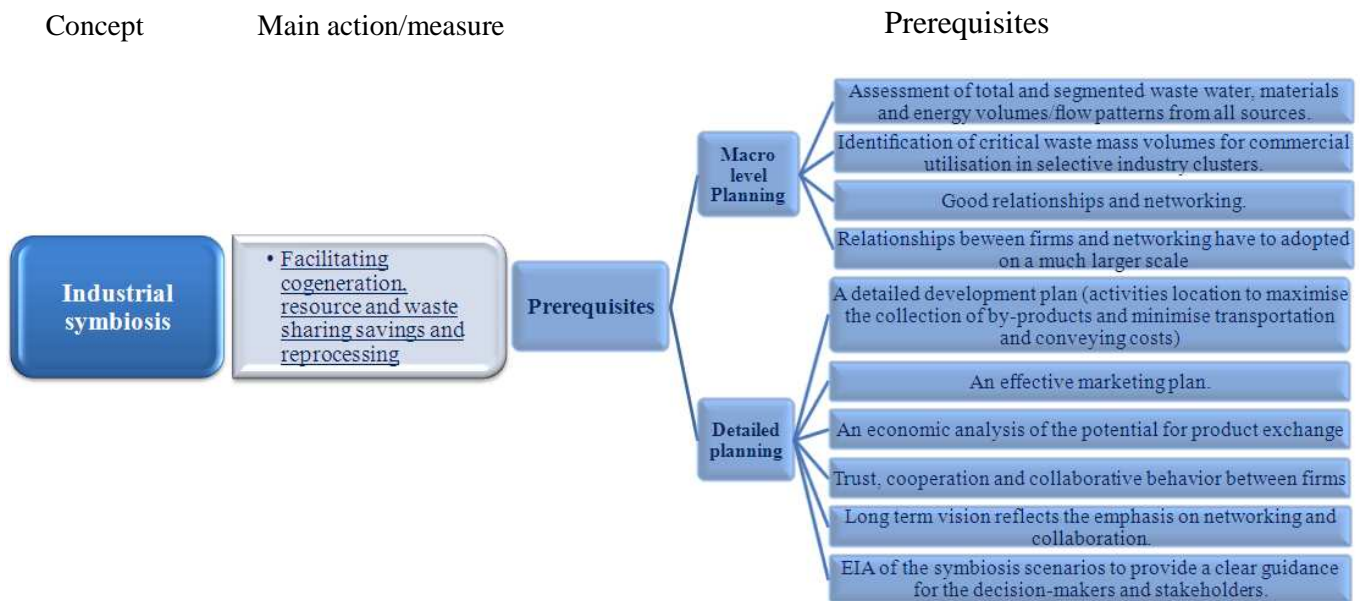 Concept
Main action/measure
Prerequisites
Industrial
symbiosis
• Facilitating
cogeneration,
resource and waste
sharing savings and
reprocessing
Prerequisites
Macro
level
Planning
Assessment of total and segmented waste water, materials
and energy volumes/flow patterns from all sources.
Identification of critical waste mass volumes for commercial
utilisation in selective industry clusters.
Good relationships and networking.
Relationships beween firms and networking have to adopted
on a much larger scale
Detailed
planning
A detailed development plan (activities location to maximise
the collection of by-products and minimise transportation
and conveying costs)
An effective marketing plan.
An economic analysis of the potential for product exchange
Trust, cooperation and collaborative behavior between firms
Long term vision reflects the emphasis on networking and
collaboration.
EIA of the symbiosis scenarios to provide a clear guidance
for the decision-makers and stakeholders.